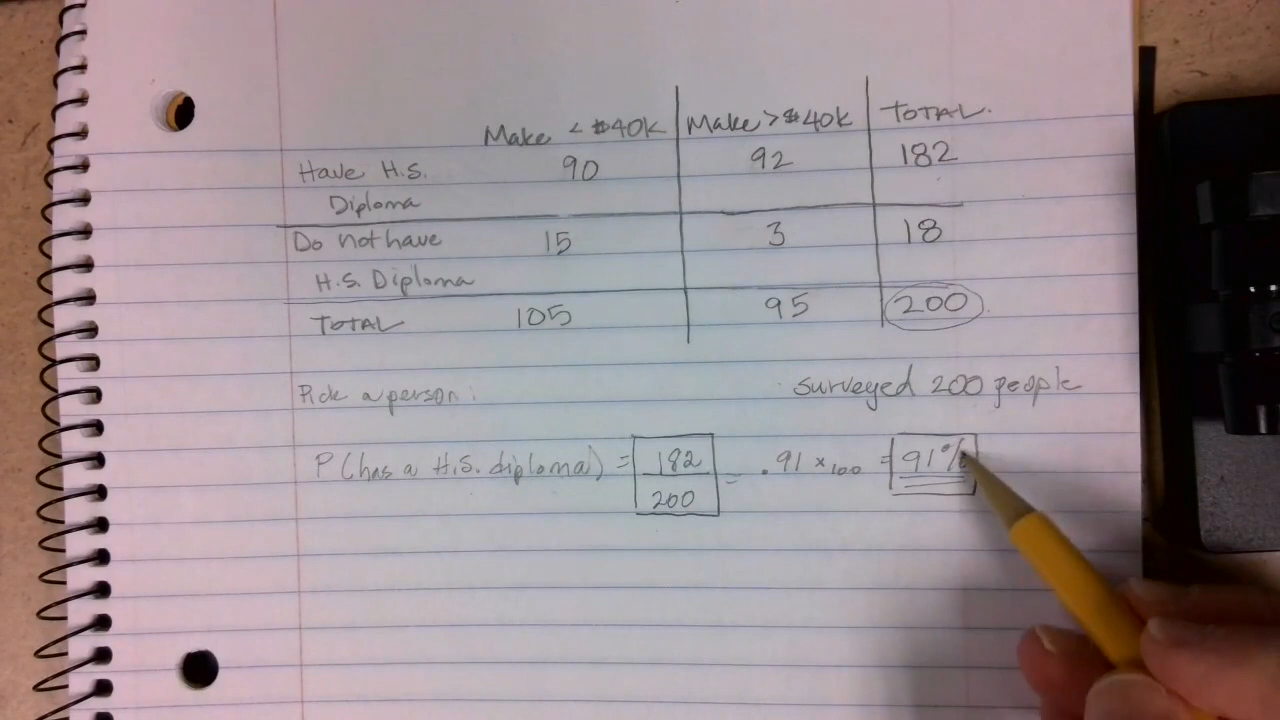 Make < $40K Make > $40K TOTAL.
Have H.S. 90 92 182
Diploma
Do not have 15 3 18
H.S. Diploma
TOTAL 105 95 200
Pick a person: surveyed 200 people
P(has a H.S. diploma) = 182/200 = .91 x 100 = 91%